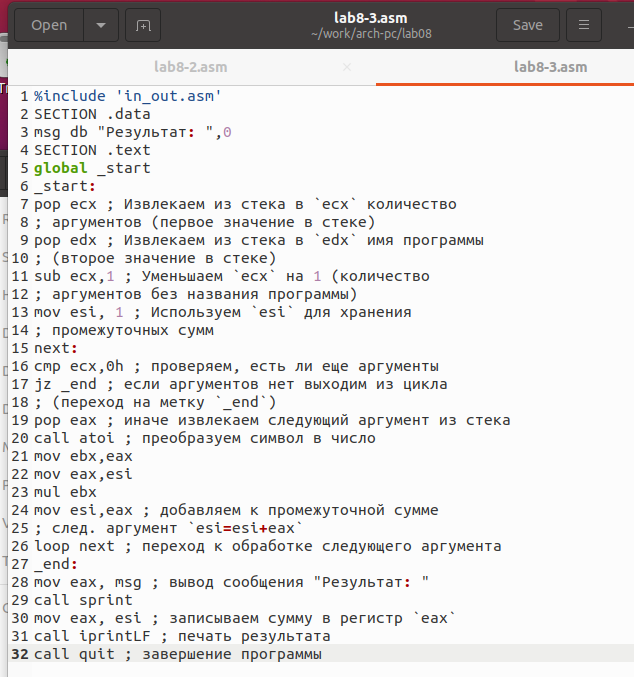 Open
lab8-3.asm
~/work/arch-pc/lab08
Save
lab8-2.asm ×
lab8-3.asm
1 %include 'in_out.asm'
2 SECTION .data
3 msg db "Результат: ",0
4 SECTION .text
5 global _start
6 _start:
7 pop ecx ; Извлекаем из стека в `ecx` количество
8 ; аргументов (первое значение в стеке)
9 pop edx ; Извлекаем из стека в `edx` имя программы
10 ; (второе значение в стеке)
11 sub ecx,1 ; Уменьшаем `ecx` на 1 (количество
12 ; аргументов без названия программы)
13 mov esi, 1 ; Используем `esi` для хранения
14 ; промежуточных сумм
15 next:
16 cmp ecx,0h ; проверяем, есть ли еще аргументы
17 jz _end ; если аргументов нет выходим из цикла
18 ; (переход на метку `_end`)
19 pop eax ; иначе извлекаем следующий аргумент из стека
20 call atoi ; преобразуем символ в число
21 mov ebx,eax
22 mov eax,esi
23 mul ebx
24 mov esi,eax ; добавляем к промежуточной сумме
25 ; след. аргумент `esi=esi+eax`
26 loop next ; переход к обработке следующего аргумента
27 _end:
28 mov eax, msg ; вывод сообщения "Результат: "
29 call sprint
30 mov eax, esi ; записываем сумму в регистр `eax`
31 call iprintLF ; печать результата
32 call quit ; завершение программы